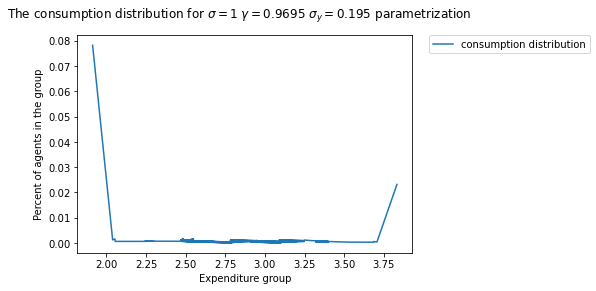 The consumption distribution for σ = 1 γ = 0.9695 σ_y = 0.195 parametrization
consumption distribution
0.08
0.07
0.06
0.05
0.04
0.03
0.02
0.01
0.00
Percent of agents in the group
2.00 2.25 2.50 2.75 3.00 3.25 3.50 3.75
Expenditure group